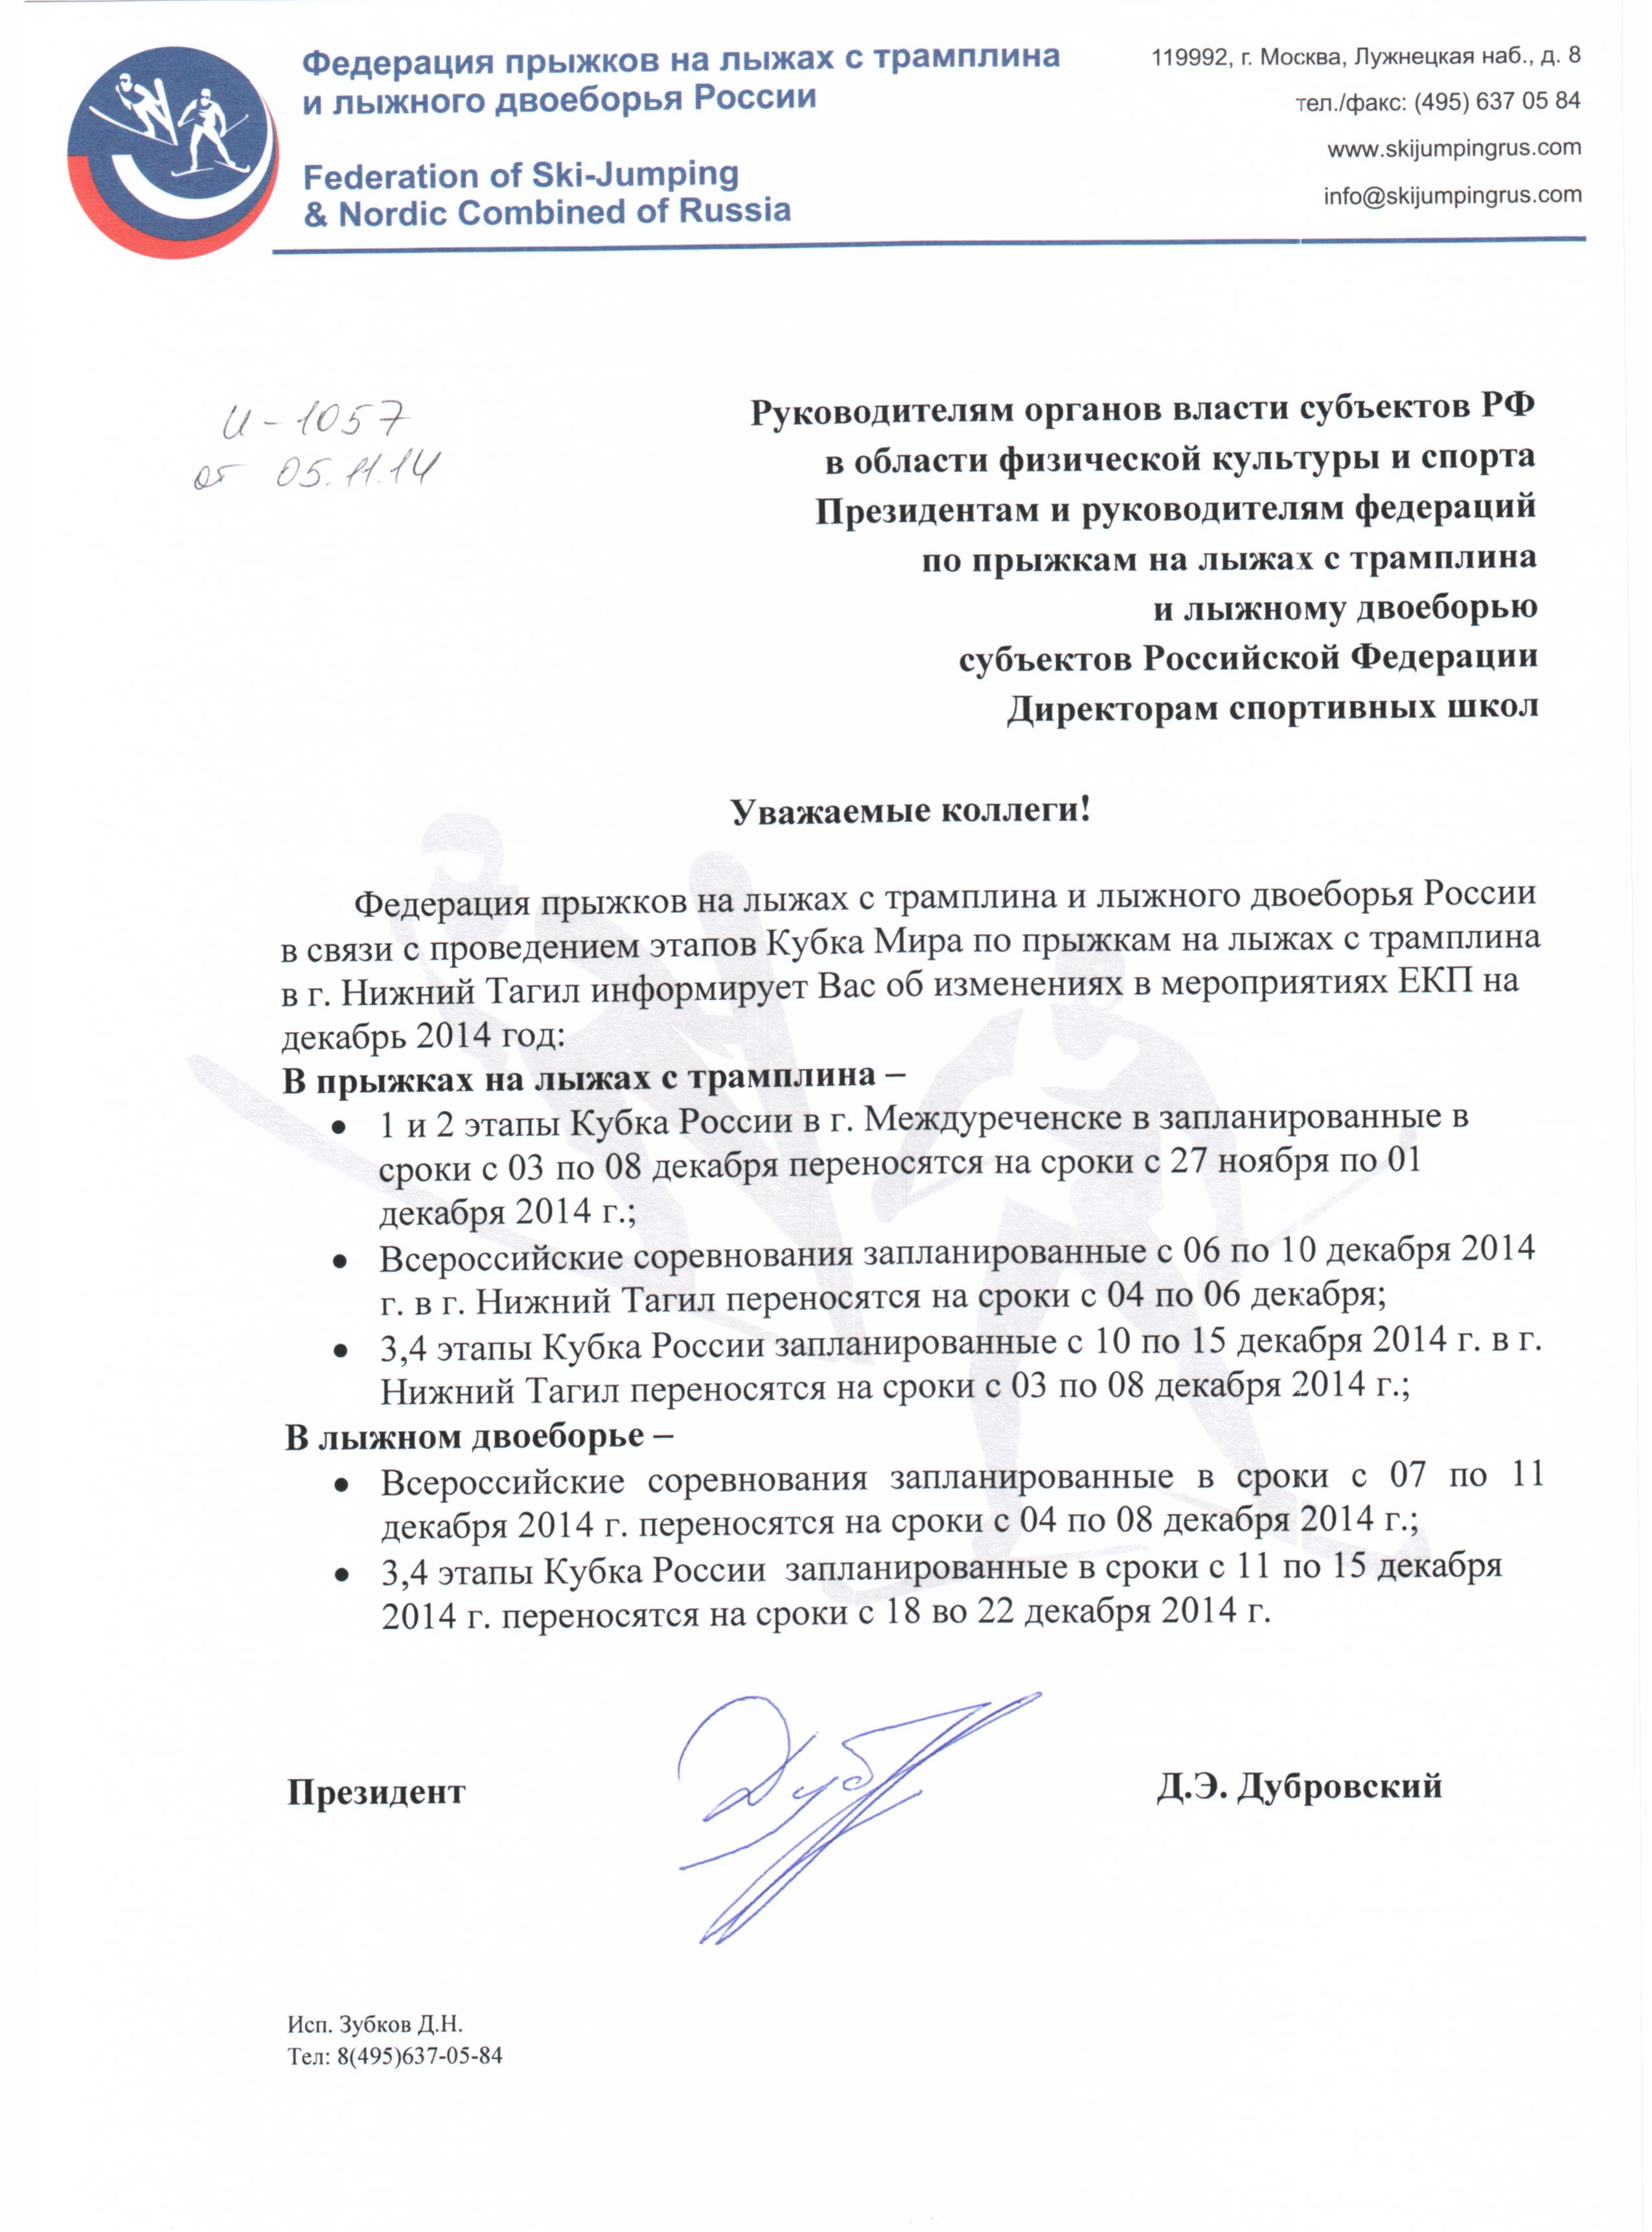 Федерация прыжков на лыжах с трамплина
и лыжного двоеборья России
Federation of Ski-Jumping
& Nordic Combined of Russia
119992, г. Москва, Лужнецкая наб., д. 8
тел./факс: (495) 637 05 84
www.skijumpingrus.com
info@skijumpingrus.com
И-1057
от 05.11.14
Руководителям органов власти субъектов РФ
в области физической культуры и спорта
Президентам и руководителям федераций
по прыжкам на лыжах с трамплина
и лыжному двоеборью
субъектов Российской Федерации
Директорам спортивных школ
Уважаемые коллеги!
Федерация прыжков на лыжах с трамплина и лыжного двоеборья России
в связи с проведением этапов Кубка Мира по прыжкам на лыжах с трамплина
в г. Нижний Тагил информирует Вас об изменениях в мероприятиях ЕКП на
декабрь 2014 год:
В прыжках на лыжах с трамплина –
• 1 и 2 этапы Кубка России в г. Междуреченске в запланированные в
сроки с 03 по 08 декабря переносятся на сроки с 27 ноября по 01
декабря 2014 г.;
• Всероссийские соревнования запланированные с 06 по 10 декабря 2014
г. в г. Нижний Тагил переносятся на сроки с 04 по 06 декабря;
• 3,4 этапы Кубка России запланированные с 10 по 15 декабря 2014 г. в г.
Нижний Тагил переносятся на сроки с 03 по 08 декабря 2014 г.;
В лыжном двоеборье –
• Всероссийские соревнования запланированные в сроки с 07 по 11
декабря 2014 г. переносятся на сроки с 04 по 08 декабря 2014 г.;
• 3,4 этапы Кубка России запланированные в сроки с 11 по 15 декабря
2014 г. переносятся на сроки с 18 во 22 декабря 2014 г.
Президент
Д.Э. Дубровский
Исп. Зубков Д.Н.
Тел: 8(495)637-05-84